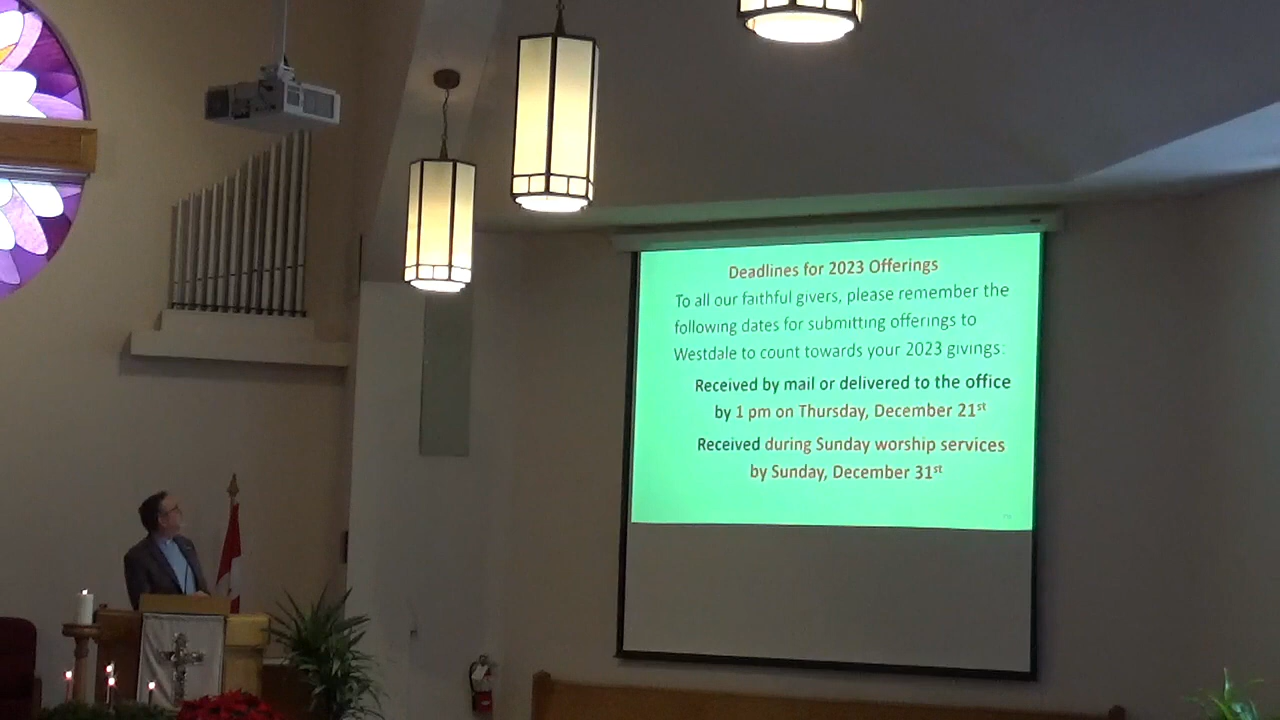 Deadlines for 2023 Offerings
To all our faithful givers, please remember the
following dates for submitting offerings to
Westdale to count towards your 2023 givings:
Received by mail or delivered to the office
by 1 pm on Thursday, December 21st
Received during Sunday worship services
by Sunday, December 31st